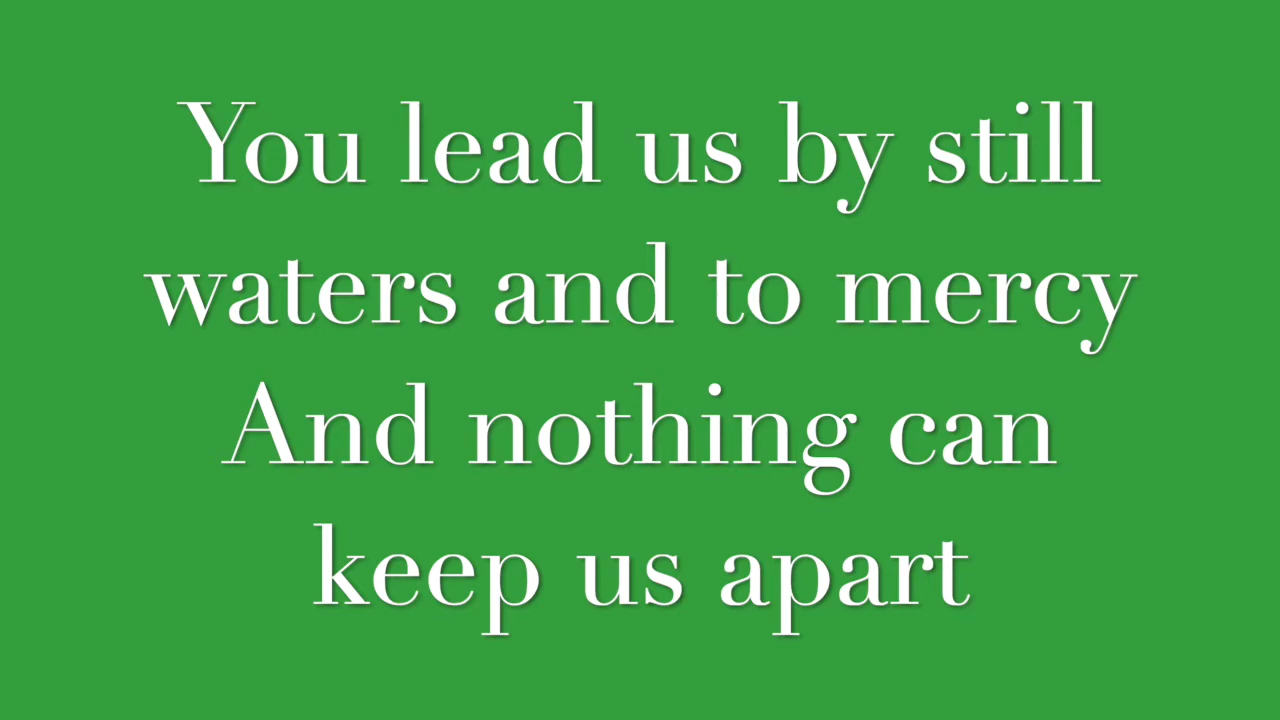 You lead us by still
waters and to mercy
And nothing can
keep us apart